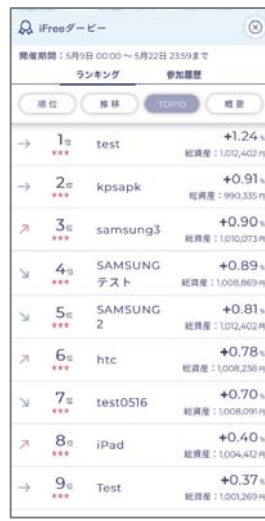 iFreeダービー
開催期間：5月9日 00:00 ～ 5月22日 23:59まで
ランキング 参加履歴
順位 推移 TOPIO 概要
1位 test +1.24%
*** 総資産：1,012,402円
2位 kpsapk +0.91%
*** 総資産：990,335円
3位 samsung3 +0.90%
*** 総資産：1,010,073円
4位 SAMSUNG +0.89%
*** テスト 総資産：1,008,869円
5位 SAMSUNG +0.81%
*** 2 総資産：1,012,402円
6位 htc +0.78%
*** 総資産：1,008,238円
7位 test0516 +0.70%
*** 総資産：1,008,091円
8位 iPad +0.40%
*** 総資産：1,004,412円
9位 Test +0.37%
*** 総資産：1,001,269円